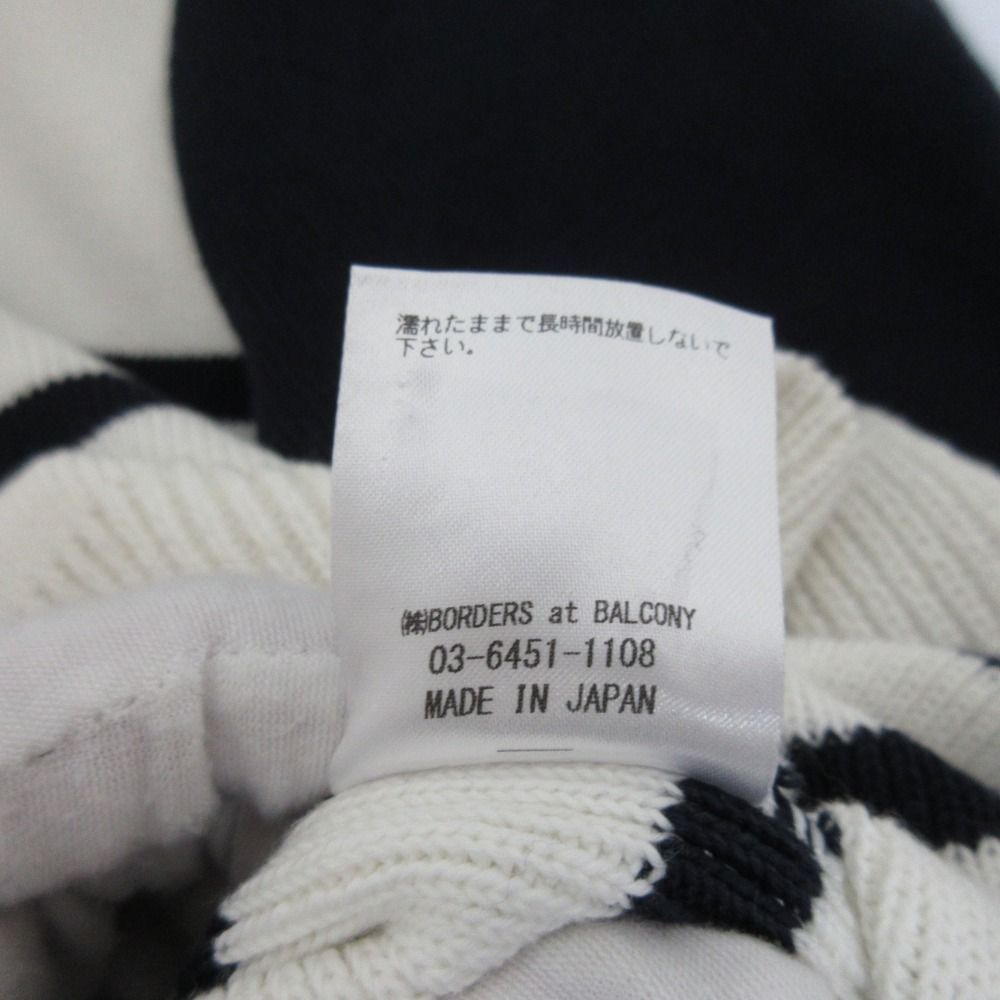 濡れたままで長時間放置しないで
下さい。
㈱BORDERS at BALCONY
03-6451-1108
MADE IN JAPAN